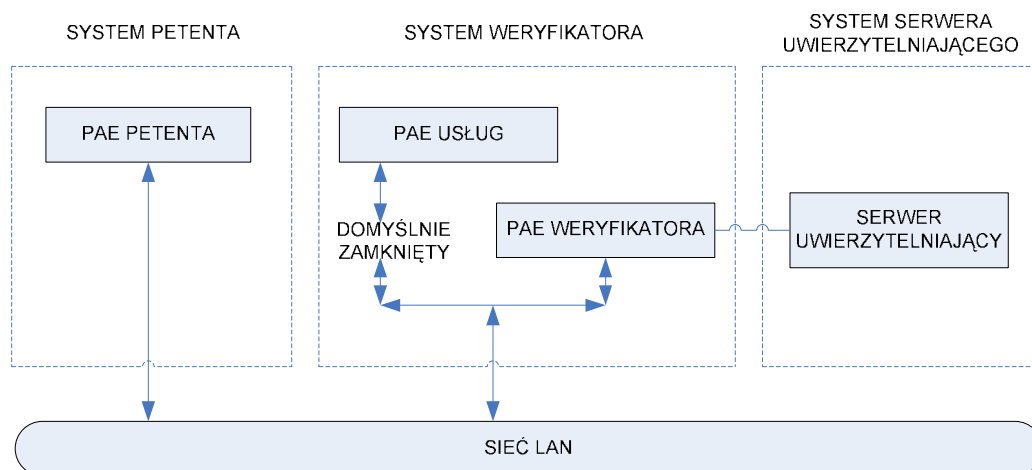 SYSTEM PETENTA
SYSTEM WERYFIKATORA
SYSTEM SERWERA
UWIERZYTELNIAJĄCEGO
PAE PETENTA
PAE USŁUG
DOMYŚLNIE
ZAMKNIĘTY
PAE WERYFIKATORA
SERWER
UWIERZYTELNIAJĄCY
SIEĆ LAN